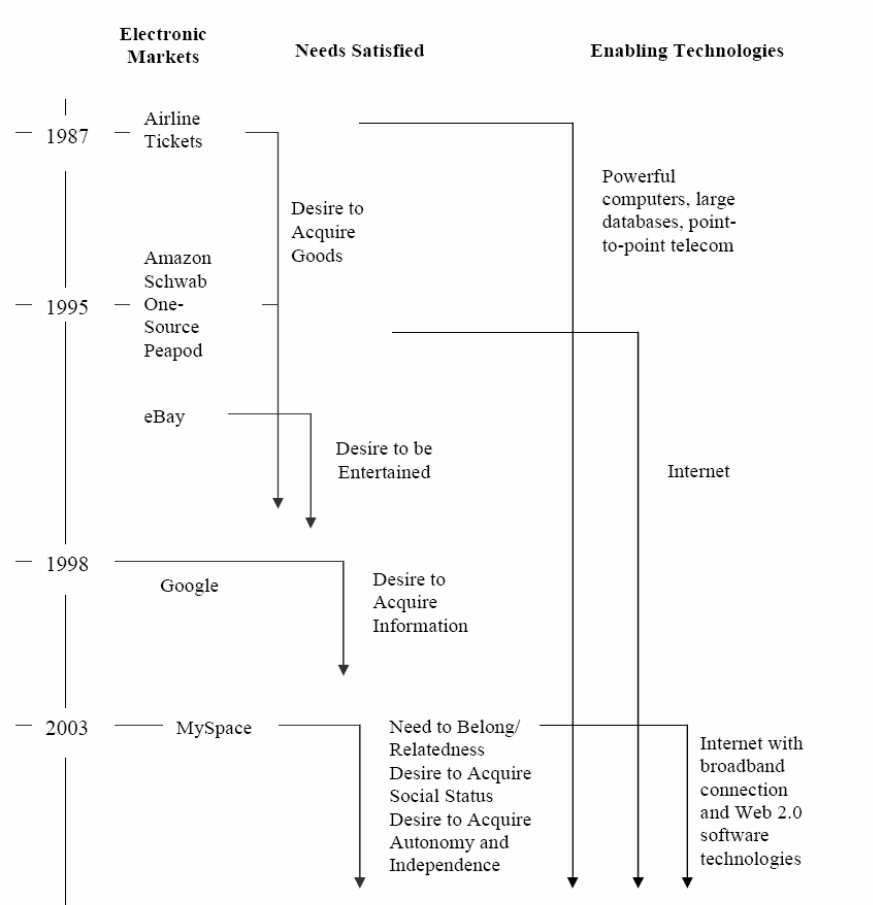 Electronic
Markets
Needs Satisfied
Enabling Technologies
1987
Airline
Tickets
Powerful
computers, large
databases, point-
to-point telecom
Desire to
Acquire
Goods
1995
Amazon
Schwab
One-
Source
Peapod
eBay
Desire to be
Entertained
Internet
1998
Google
Desire to
Acquire
Information
2003
MySpace
Need to Belong/
Relatedness
Desire to Acquire
Social Status
Desire to Acquire
Autonomy and
Independence
Internet with
broadband
connection
and Web 2.0
software
technologies